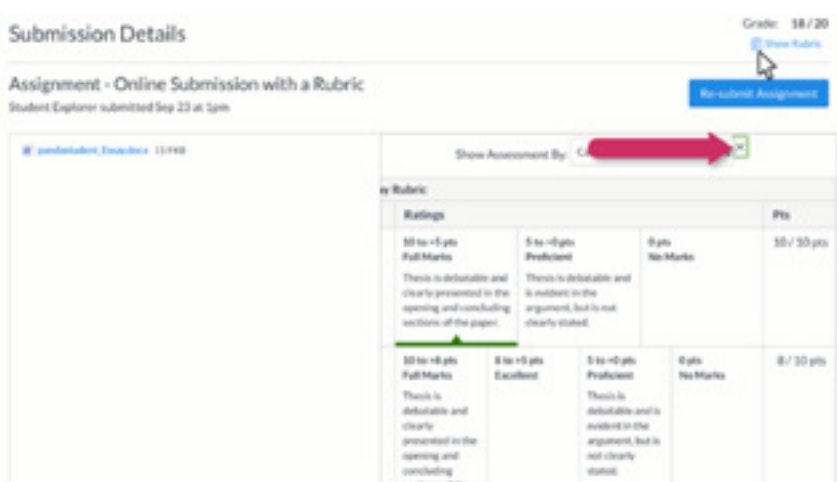 Submission Details
Grade: 18 / 20
Show Rubric
Assignment - Online Submission with a Rubric
Student Explorer submitted Sep 23 at 1pm
Re-submit Assignment
pandastudent_Essay.docx 15.9 KB
Show Assessment By:
Rubric
Ratings
Pts
10 to >5 pts
Full Marks
Thesis is debatable and
clearly presented in the
opening and concluding
sections of the paper.
5 to >0 pts
Proficient
Thesis is debatable and
is evident in the
argument, but is not
clearly stated.
0 pts
No Marks
10 / 10 pts
10 to >8 pts
Full Marks
Thesis is
debatable and
clearly
presented in the
opening and
concluding
8 to >5 pts
Excellent
5 to >0 pts
Proficient
Thesis is
debatable and is
evident in the
argument, but is
not clearly
stated.
0 pts
No Marks
8 / 10 pts